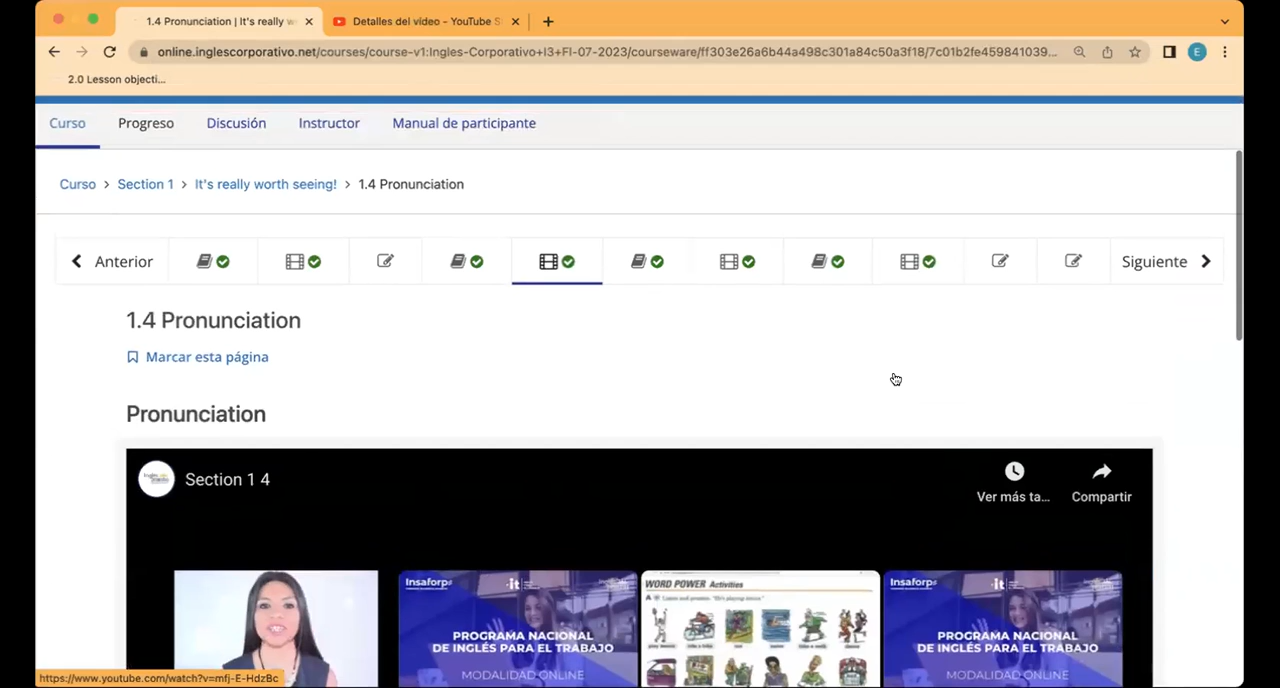 1.4 Pronunciation | It's really w
Detalles del vídeo - YouTube S
online.inglescorporativo.net/courses/course-v1:Ingles-Corporativo+I3+FI-07-2023/courseware/ff303e26a6b44a498c301a84c50a3f18/7c01b2fe459841039...
E
2.0 Lesson objecti...
Curso
Progreso
Discusión
Instructor
Manual de participante
Curso > Section 1 > It's really worth seeing! > 1.4 Pronunciation
Anterior
Siguiente
1.4 Pronunciation
Marcar esta página
Pronunciation
Section 1 4
Ver más ta...
Compartir
Insaforp
it
PROGRAMA NACIONAL
DE INGLÉS PARA EL TRABAJO
MODALIDAD ONLINE
WORD POWER Activities
Insaforp
it
PROGRAMA NACIONAL
DE INGLÉS PARA EL TRABAJO
MODALIDAD ONLINE
https://www.youtube.com/watch?v=mfj-E-HdzBc